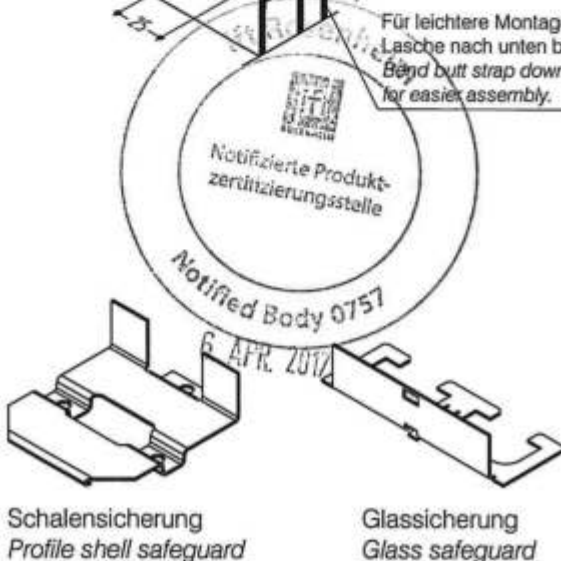 25
Für leichtere Montag
Lasche nach unten b
Bend butt strap down
for easier assembly.
Rosenheim
Notifizierte Produkt-
zertifizierungsstelle
Notified Body 0757
6. APR. 2012
Schalensicherung
Profile shell safeguard
Glassicherung
Glass safeguard